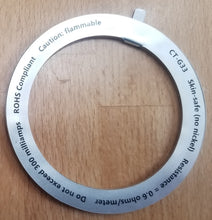 CT-G33
Skin-safe (no nickel)
Resistance = 0.6 ohms/meter
Do not exceed 300 milliamps
ROHS Compliant
Caution: flammable